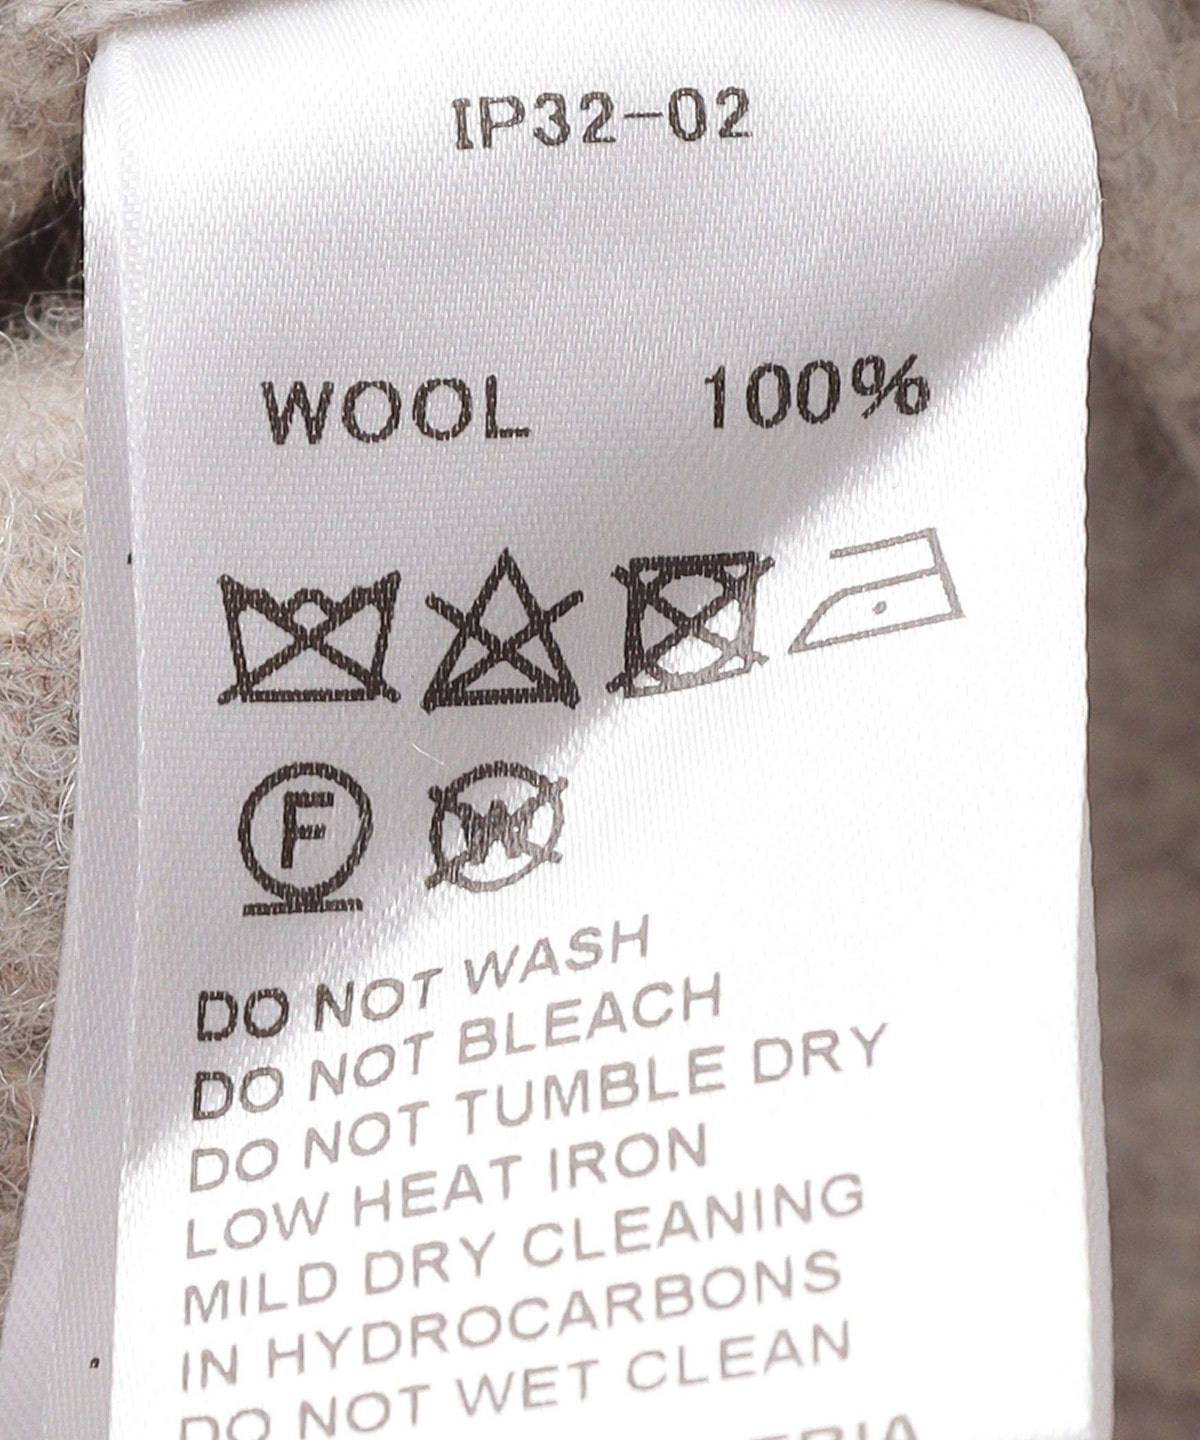 IP32-02
WOOL 100%
F
W
DO NOT WASH
DO NOT BLEACH
DO NOT TUMBLE DRY
LOW HEAT IRON
MILD DRY CLEANING
IN HYDROCARBONS
DO NOT WET CLEAN